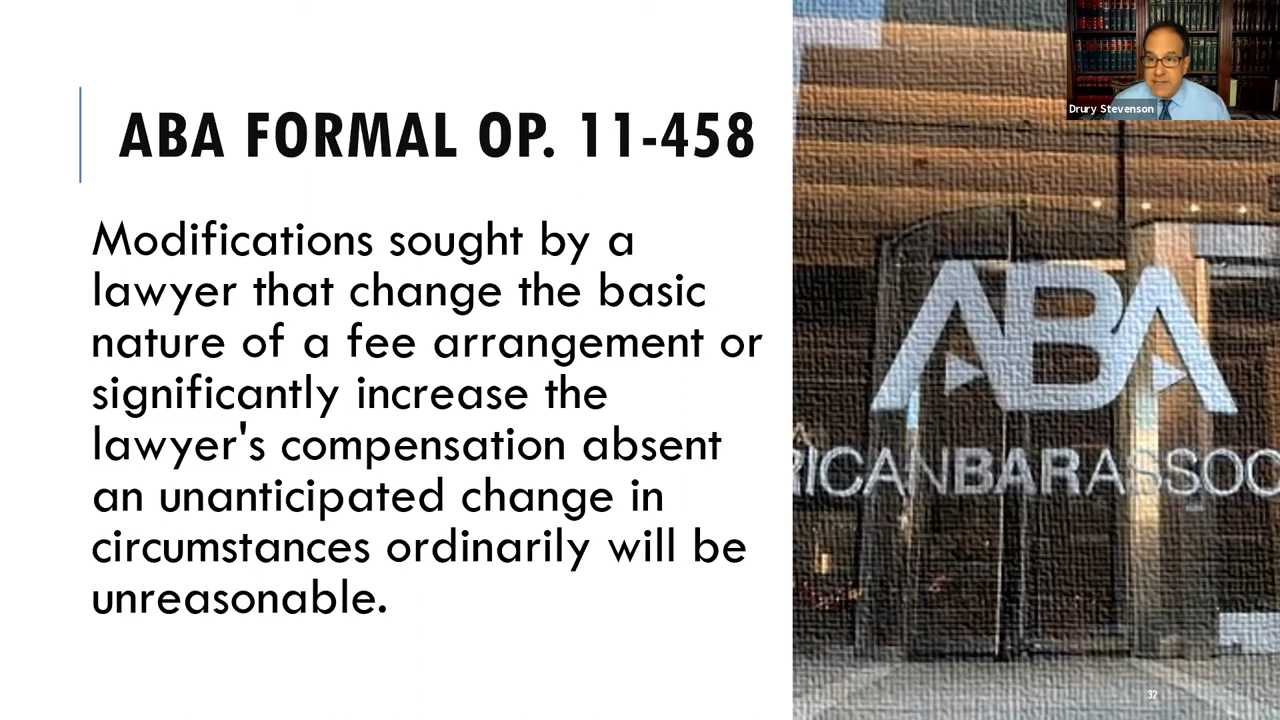 ABA FORMAL OP. 11-458
Modifications sought by a
lawyer that change the basic
nature of a fee arrangement or
significantly increase the
lawyer's compensation absent
an unanticipated change in
circumstances ordinarily will be
unreasonable.
Drury Stevenson
ABA
RICANBARASSOC
32